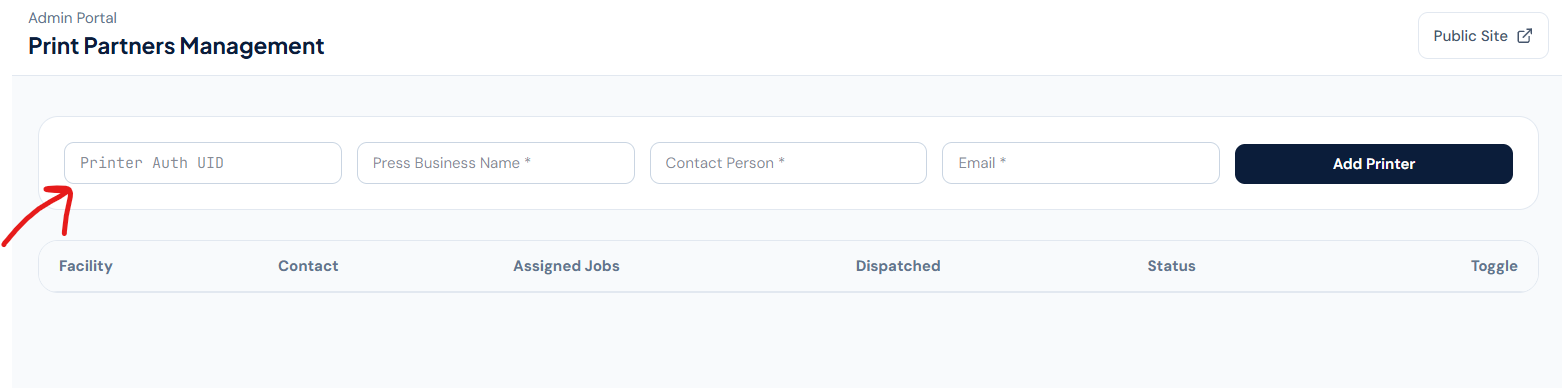 Admin Portal
Print Partners Management
Public Site
Printer Auth UID
Press Business Name *
Contact Person *
Email *
Add Printer
Facility
Contact
Assigned Jobs
Dispatched
Status
Toggle